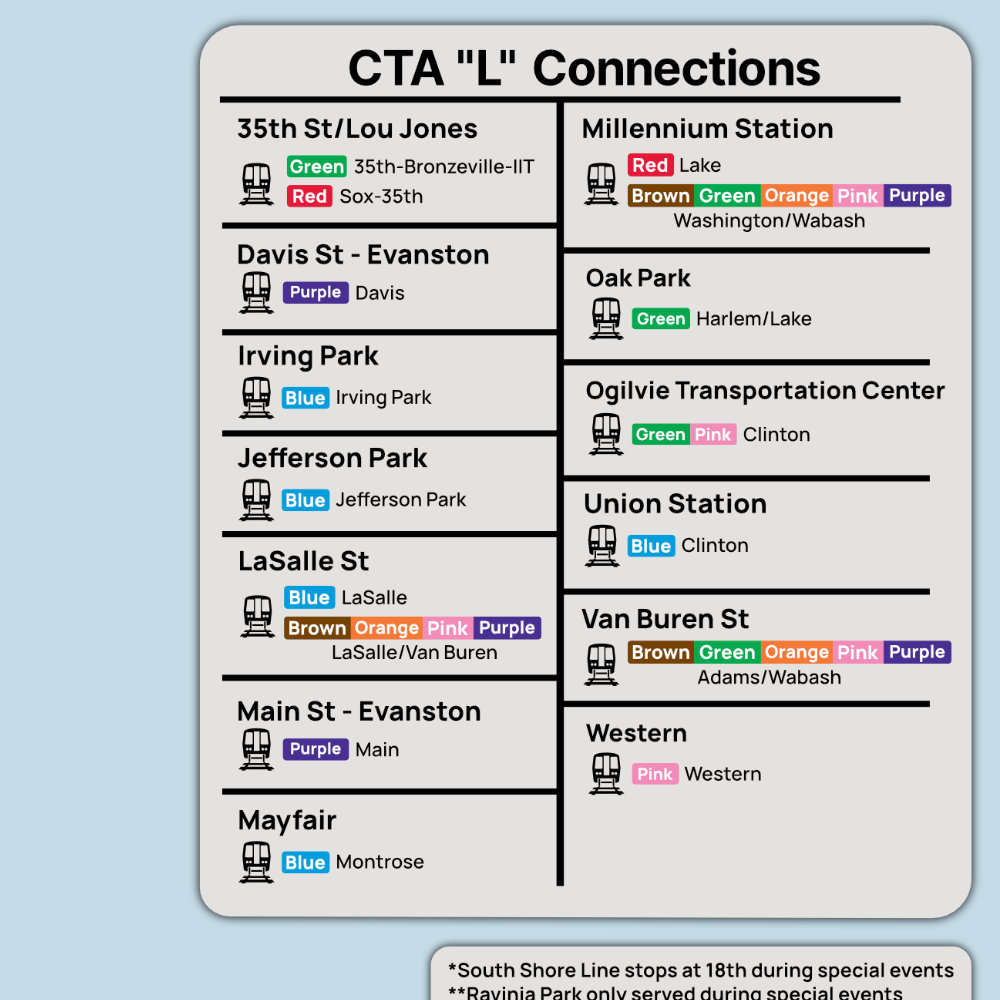 CTA "L" Connections
35th St/Lou Jones
Green 35th-Bronzeville-IIT
Red Sox-35th
Davis St - Evanston
Purple Davis
Irving Park
Blue Irving Park
Jefferson Park
Blue Jefferson Park
LaSalle St
Blue LaSalle
Brown Orange Pink Purple
LaSalle/Van Buren
Main St - Evanston
Purple Main
Mayfair
Blue Montrose
Millennium Station
Red Lake
Brown Green Orange Pink Purple
Washington/Wabash
Oak Park
Green Harlem/Lake
Ogilvie Transportation Center
Green Pink Clinton
Union Station
Blue Clinton
Van Buren St
Brown Green Orange Pink Purple
Adams/Wabash
Western
Pink Western
*South Shore Line stops at 18th during special events
**Ravinia Park only served during special events